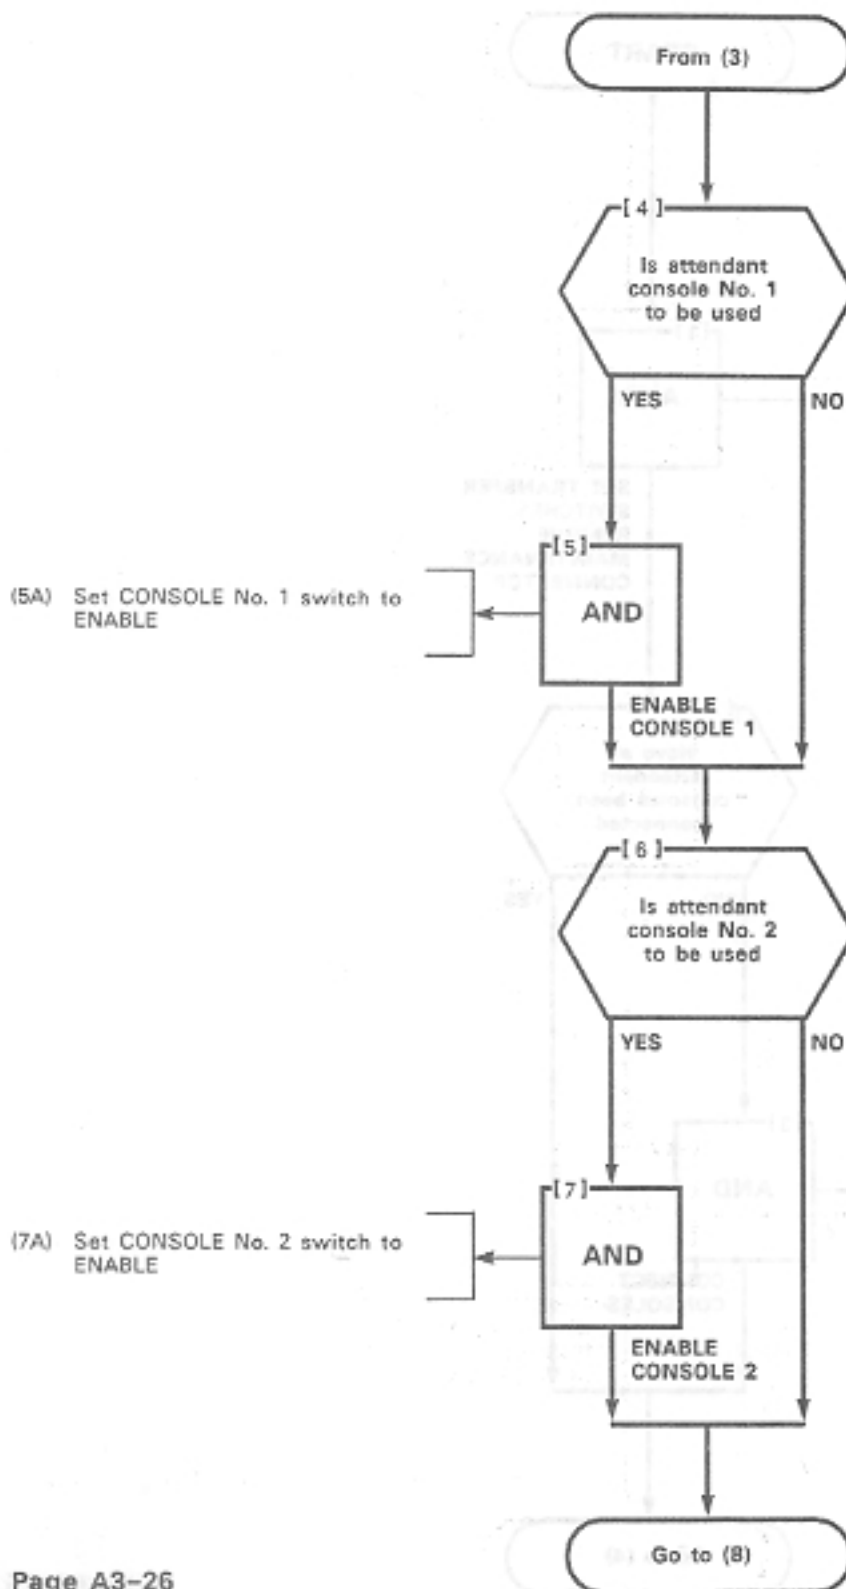 From (3)
[4]
Is attendant
console No. 1
to be used
YES
NO
[5]
AND
(5A) Set CONSOLE No. 1 switch to
ENABLE
ENABLE
CONSOLE 1
[6]
Is attendant
console No. 2
to be used
YES
NO
[7]
AND
(7A) Set CONSOLE No. 2 switch to
ENABLE
ENABLE
CONSOLE 2
Go to (8)
Page A3-26